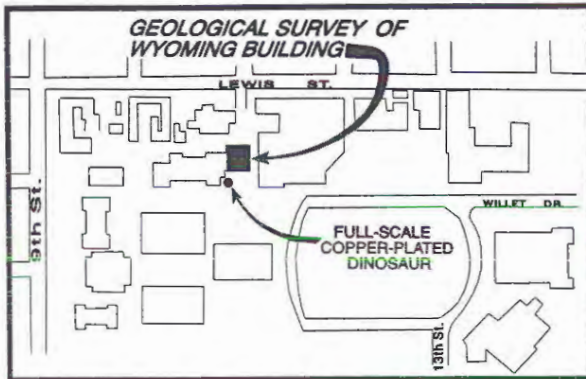 GEOLOGICAL SURVEY OF
WYOMING BUILDING
LEWIS ST.
9th St.
WILLET DR.
FULL-SCALE
COPPER-PLATED
DINOSAUR
13th St.